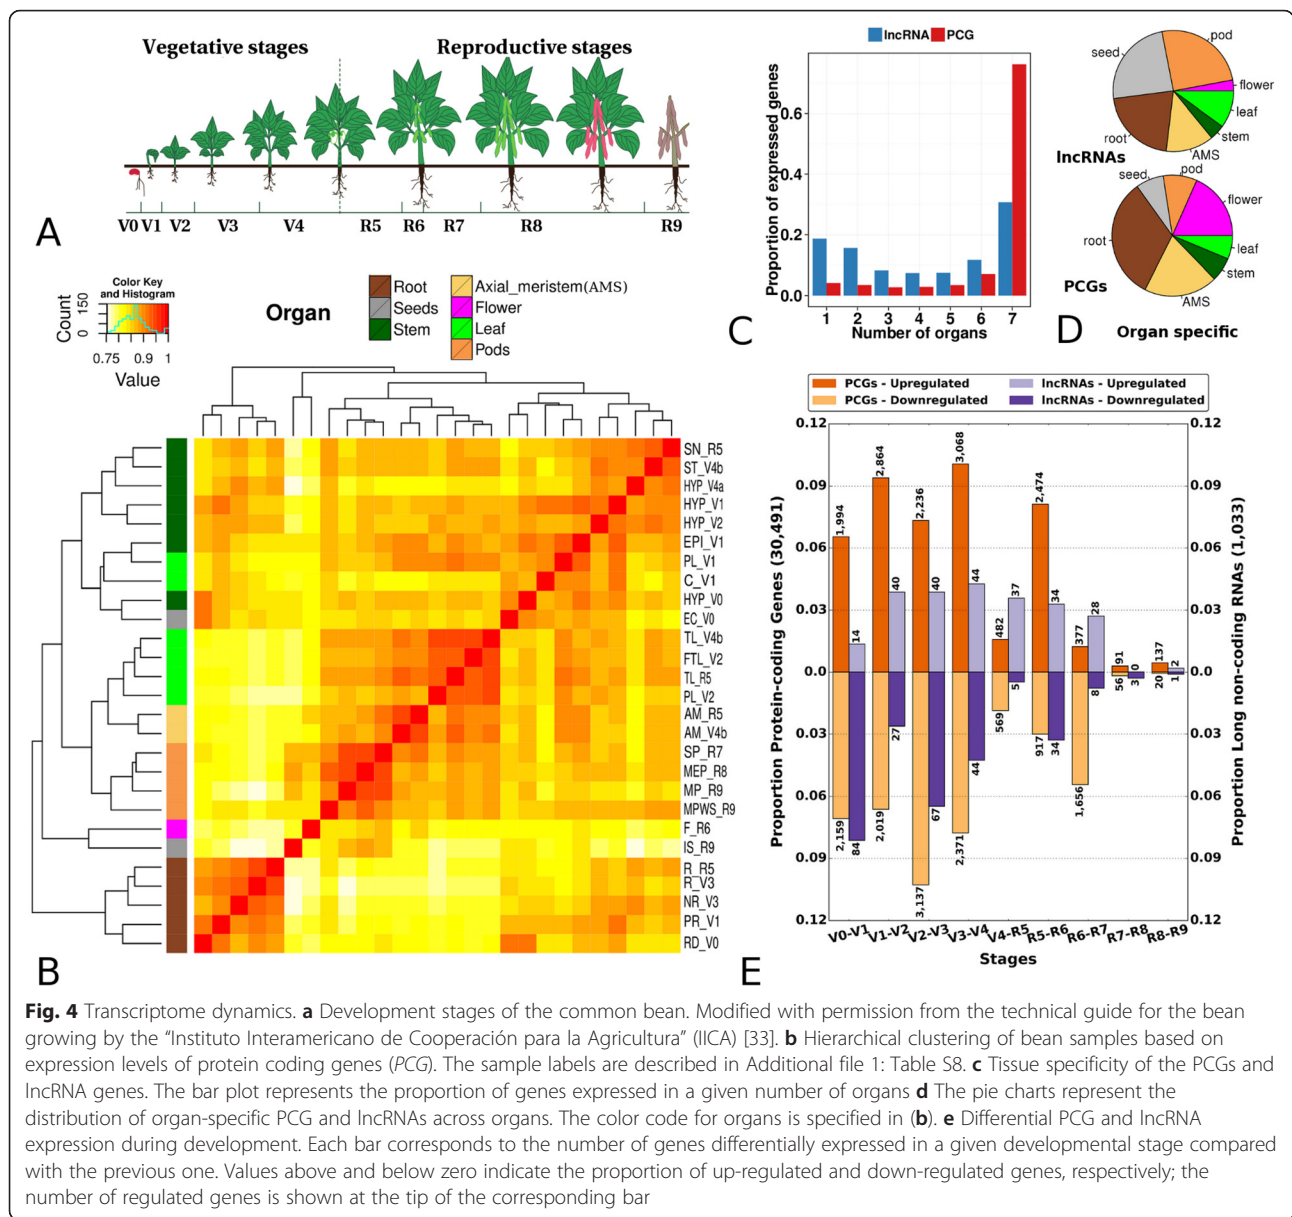 Vegetative stages
Reproductive stages
V0 V1 V2 V3 V4 R5 R6 R7 R8 R9
A
lncRNA PCG
Proportion of expressed genes
0.6
0.4
0.2
0.0
1 2 3 4 5 6 7
Number of organs
C
seed
pod
flower
leaf
stem
AMS
root
lncRNAs
seed
pod
flower
leaf
stem
AMS
root
PCGs
D
Organ specific
Color Key
and Histogram
Count
0 50 150
0.75 0.9 1
Value
Organ
Root
Seeds
Stem
Axial_meristem(AMS)
Flower
Leaf
Pods
SN_R5
ST_V4b
HYP_V4a
HYP_V1
HYP_V2
EPI_V1
PL_V1
C_V1
HYP_V0
EC_V0
TL_V4b
FTL_V2
TL_R5
PL_V2
AM_R5
AM_V4b
SP_R7
MEP_R8
MP_R9
MPWS_R9
F_R6
IS_R9
R_R5
R_V3
NR_V3
PR_V1
RD_V0
B
PCGs - Upregulated
PCGs - Downregulated
lncRNAs - Upregulated
lncRNAs - Downregulated
Proportion Protein-coding Genes (30,491)
0.12
0.09
0.06
0.03
0.0
0.03
0.06
0.09
0.12
1,994
14
2,864
40
2,236
40
3,068
44
482
37
2,474
34
377
28
91
0
137
2
2,159
84
2,019
27
3,137
67
2,371
44
569
5
917
34
1,656
8
56
3
20
1
0.12
0.09
0.06
0.03
0.0
0.03
0.06
0.09
0.12
Proportion Long non-coding RNAs (1,033)
V0-V1 V1-V2 V2-V3 V3-V4 V4-R5 R5-R6 R6-R7 R7-R8 R8-R9
Stages
E
Fig. 4 Transcriptome dynamics. a Development stages of the common bean. Modified with permission from the technical guide for the bean
growing by the “Instituto Interamericano de Cooperación para la Agricultura” (IICA) [33]. b Hierarchical clustering of bean samples based on
expression levels of protein coding genes (PCG). The sample labels are described in Additional file 1: Table S8. c Tissue specificity of the PCGs and
lncRNA genes. The bar plot represents the proportion of genes expressed in a given number of organs d The pie charts represent the
distribution of organ-specific PCG and lncRNAs across organs. The color code for organs is specified in (b). e Differential PCG and lncRNA
expression during development. Each bar corresponds to the number of genes differentially expressed in a given developmental stage compared
with the previous one. Values above and below zero indicate the proportion of up-regulated and down-regulated genes, respectively; the
number of regulated genes is shown at the tip of the corresponding bar